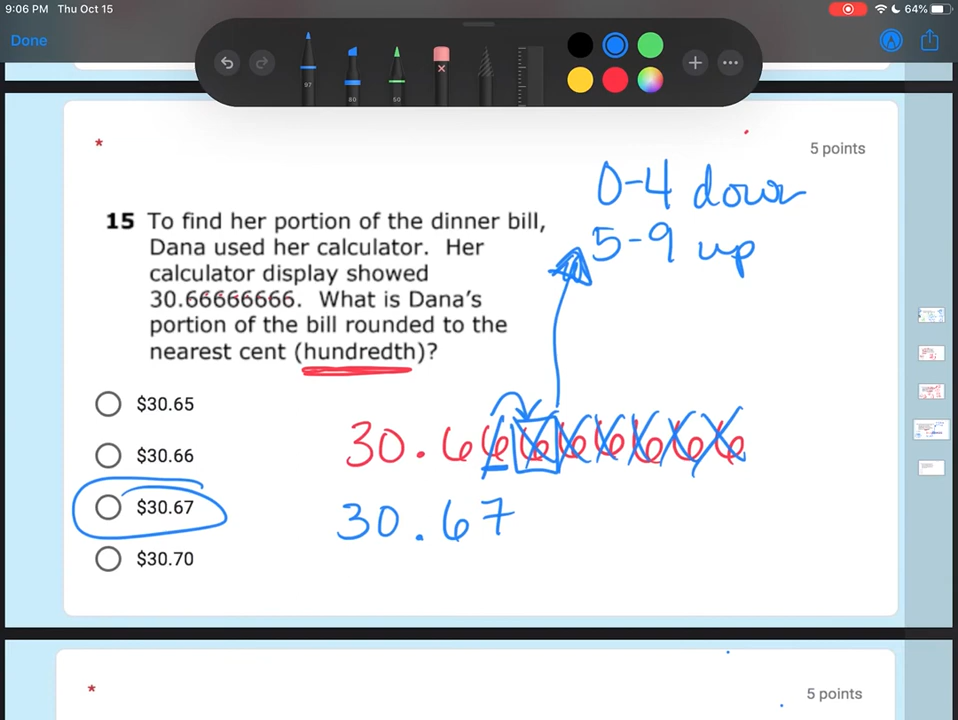 9:06 PM Thu Oct 15
64%
Done
97
80
50
*
5 points
0-4 down
5-9 up
15 To find her portion of the dinner bill,
Dana used her calculator. Her
calculator display showed
30.66666666. What is Dana's
portion of the bill rounded to the
nearest cent (hundredth)?
$30.65
$30.66
$30.67
$30.70
30.66666666
30.67
*
5 points